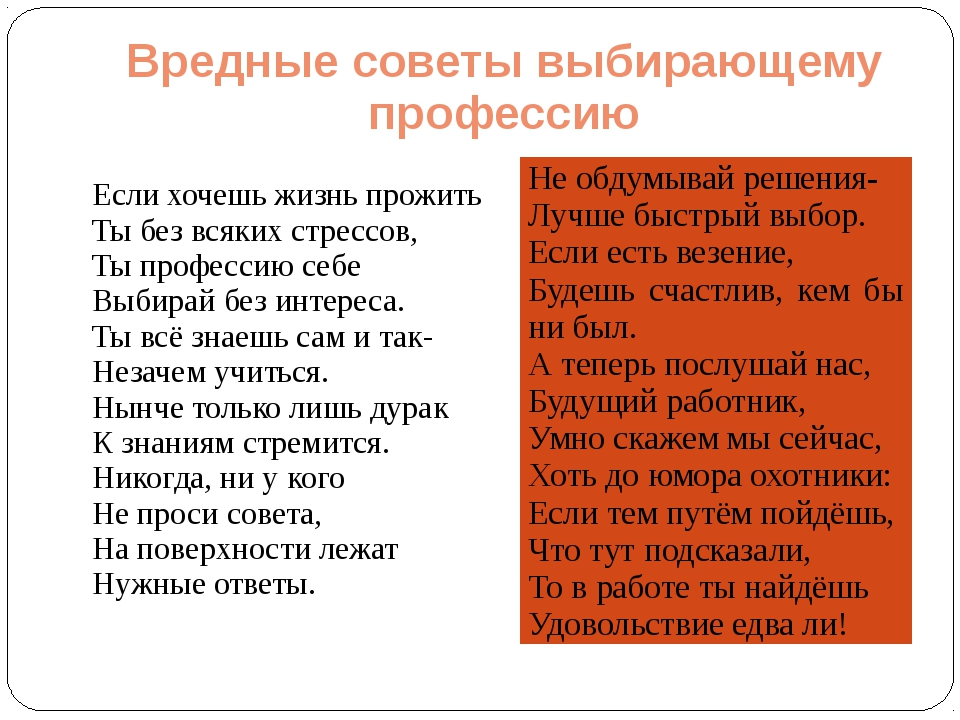 Вредные советы выбирающему
профессию
Если хочешь жизнь прожить
Ты без всяких стрессов,
Ты профессию себе
Выбирай без интереса.
Ты всё знаешь сам и так-
Незачем учиться.
Нынче только лишь дурак
К знаниям стремится.
Никогда, ни у кого
Не проси совета,
На поверхности лежат
Нужные ответы.
Не обдумывай решения-
Лучше быстрый выбор.
Если есть везение,
Будешь счастлив, кем бы
ни был.
А теперь послушай нас,
Будущий работник,
Умно скажем мы сейчас,
Хоть до юмора охотники:
Если тем путём пойдёшь,
Что тут подсказали,
То в работе ты найдёшь
Удовольствие едва ли!